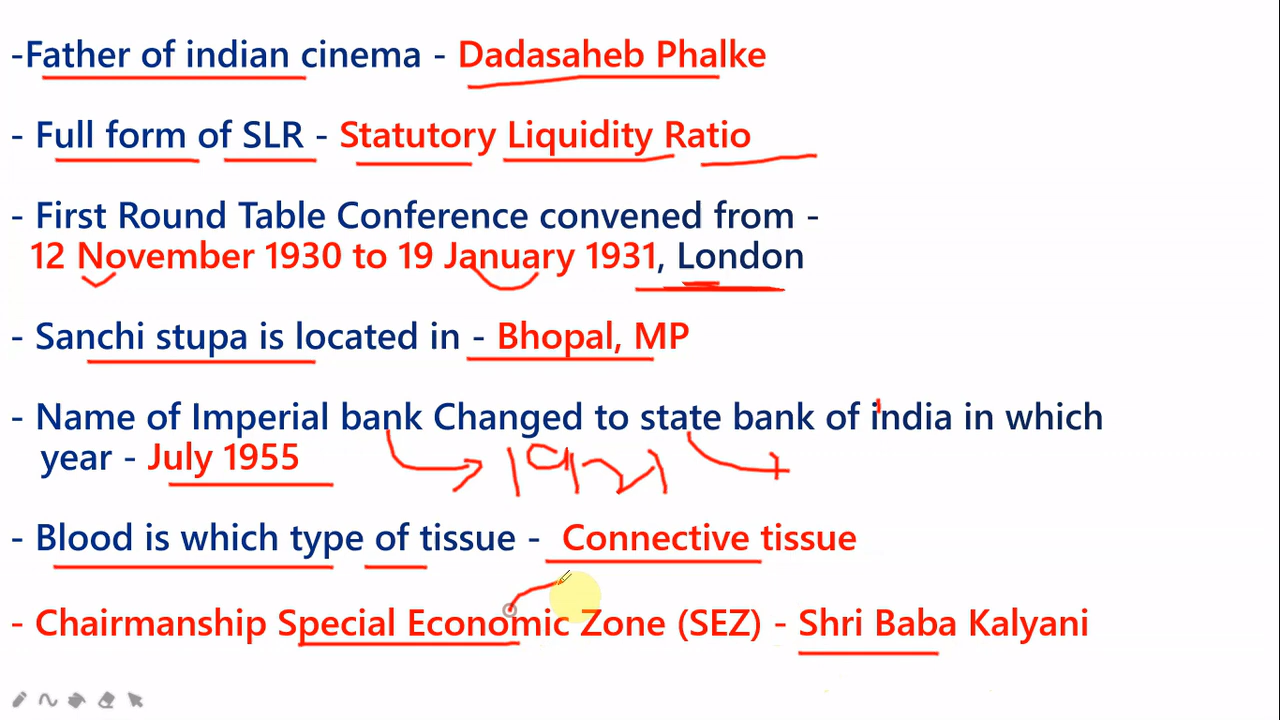 -Father of indian cinema - Dadasaheb Phalke
- Full form of SLR - Statutory Liquidity Ratio
- First Round Table Conference convened from -
12 November 1930 to 19 January 1931, London
- Sanchi stupa is located in - Bhopal, MP
- Name of Imperial bank Changed to state bank of india in which
year - July 1955
1921
- Blood is which type of tissue - Connective tissue
- Chairmanship Special Economic Zone (SEZ) - Shri Baba Kalyani